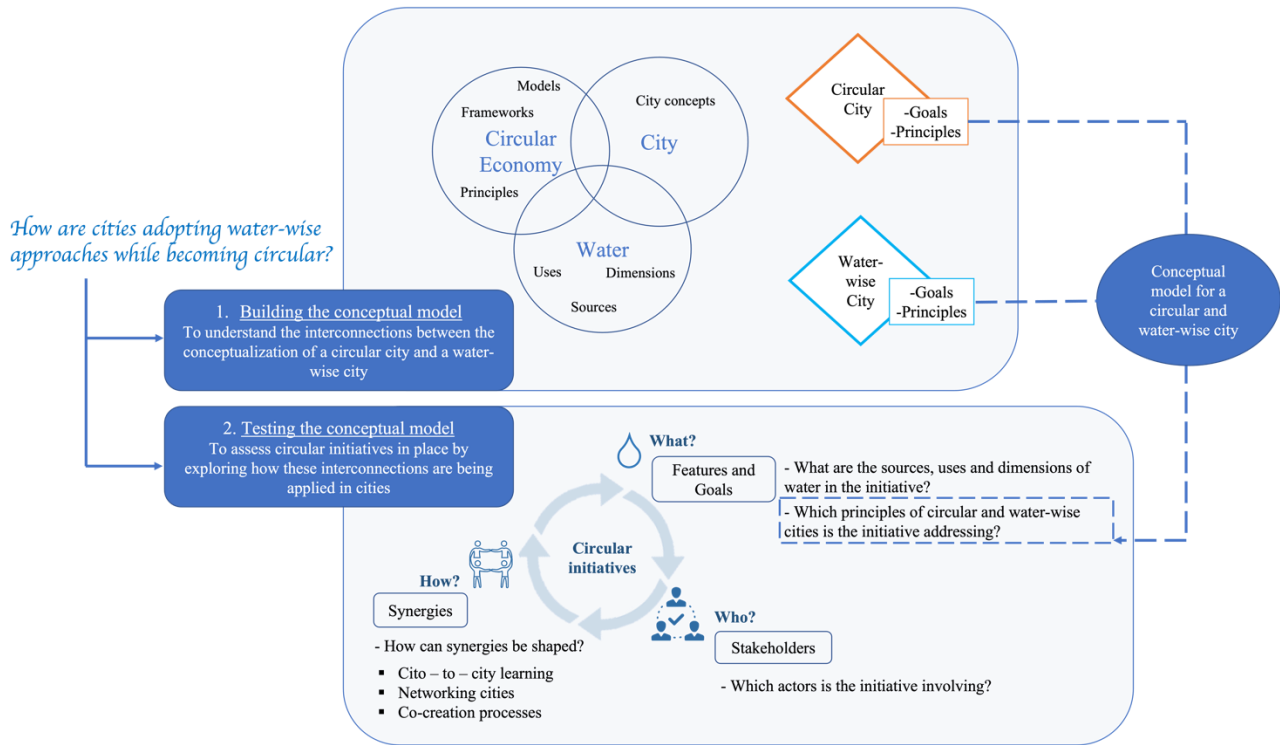 How are cities adopting water-wise
approaches while becoming circular?
1. Building the conceptual model
To understand the interconnections between the
conceptualization of a circular city and a water-
wise city
2. Testing the conceptual model
To assess circular initiatives in place by
exploring how these interconnections are being
applied in cities
Models
Frameworks
Circular
Economy
Principles
City concepts
City
Water
Uses
Dimensions
Sources
Circular
City
-Goals
-Principles
Water-
wise
City
-Goals
-Principles
Conceptual
model for a
circular and
water-wise city
What?
Features and
Goals
- What are the sources, uses and dimensions of
water in the initiative?
- Which principles of circular and water-wise
cities is the initiative addressing?
Circular
initiatives
How?
Synergies
- How can synergies be shaped?
▪ Cito – to – city learning
▪ Networking cities
▪ Co-creation processes
Who?
Stakeholders
- Which actors is the initiative involving?